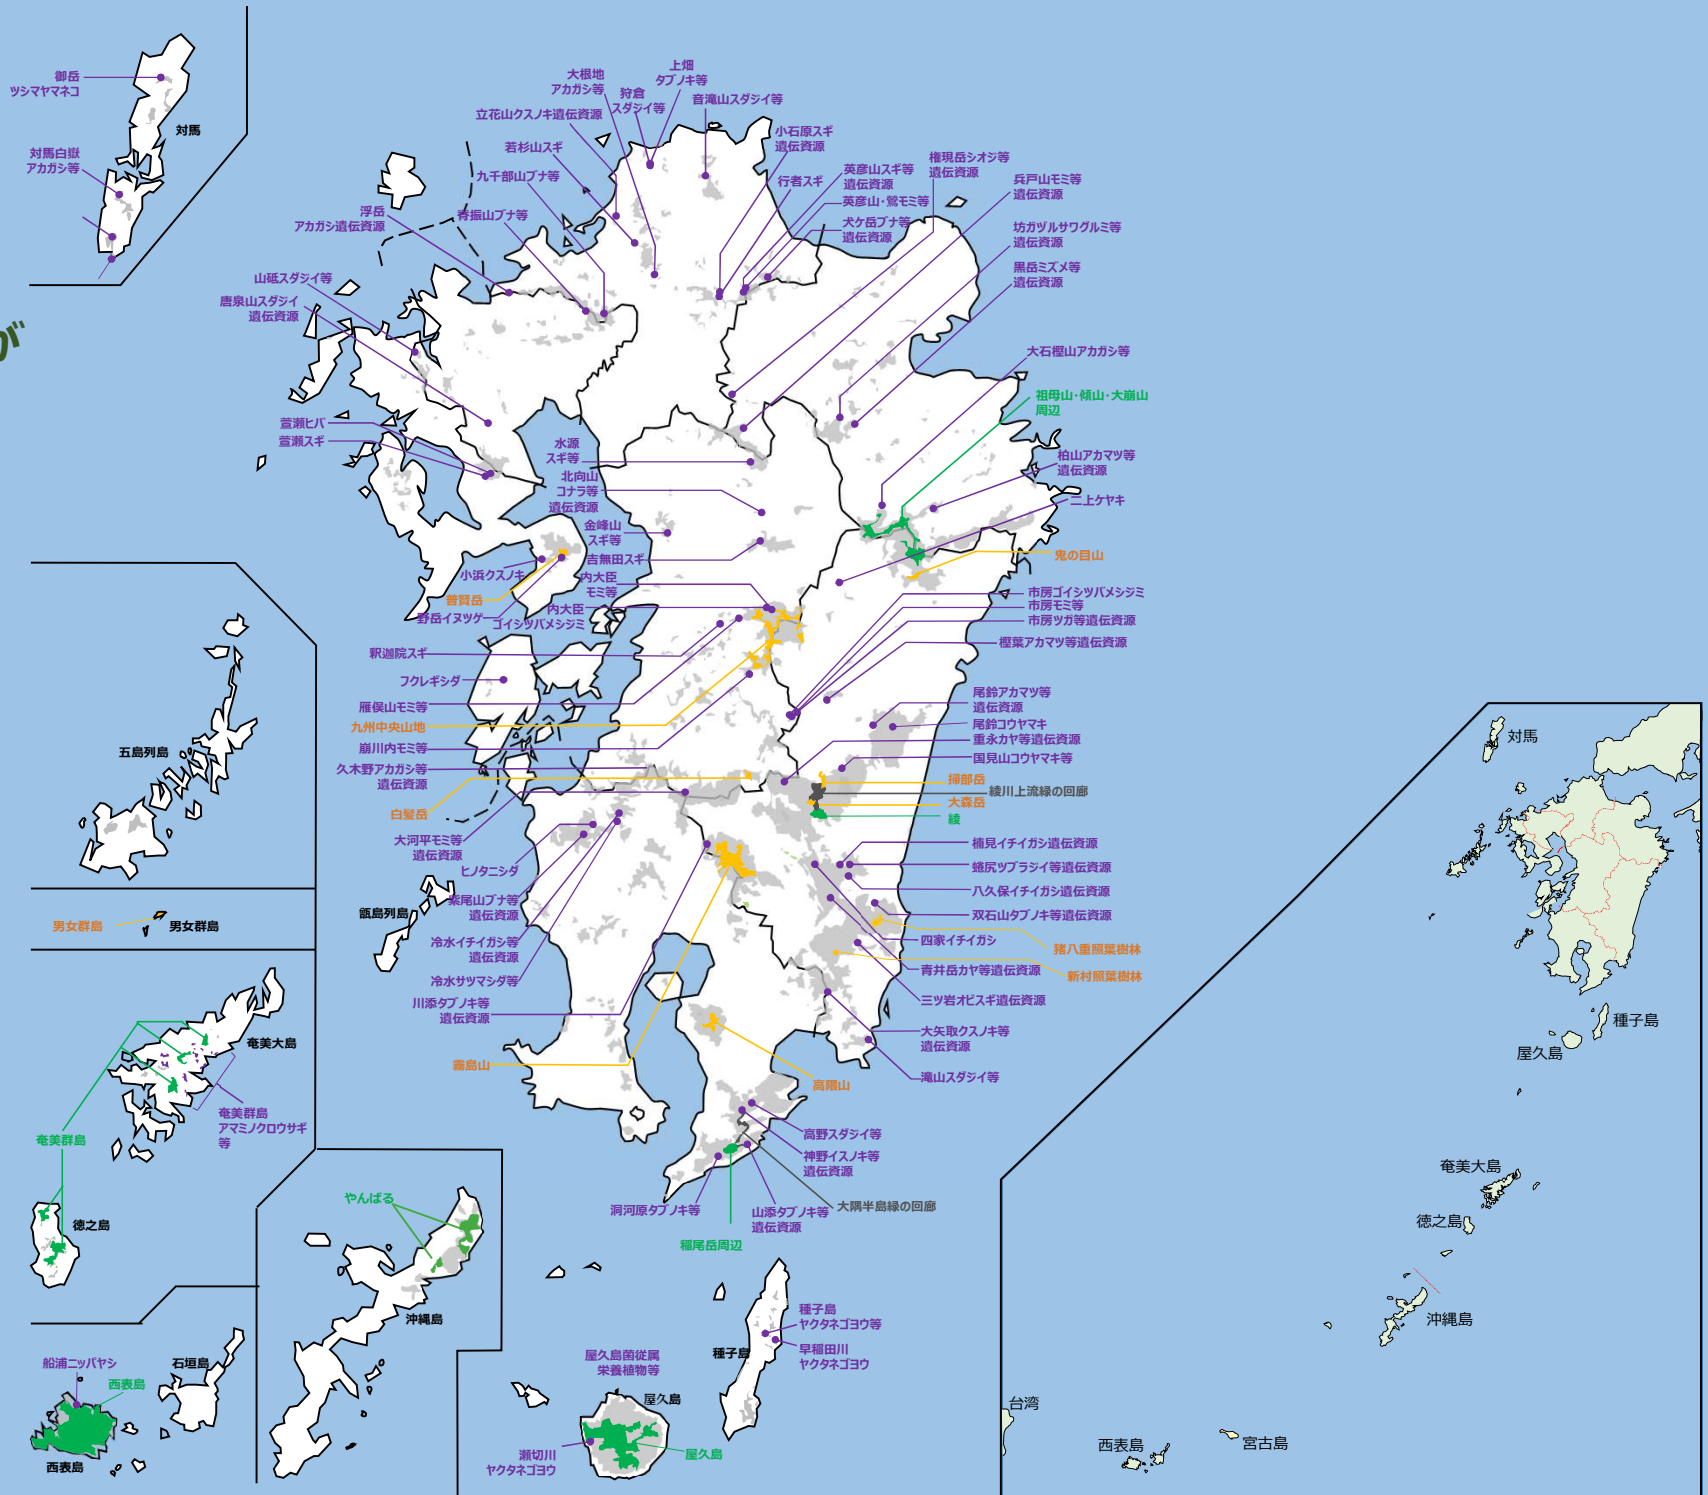 御岳
ツシマヤマネコ
対馬
対馬白嶽
アカガシ等
が
大根地
アカガシ等
狩倉
スダジイ等
上畑
タブノキ等
音滝山スダジイ等
立花山クスノキ遺伝資源
若杉山スギ
九千部山ブナ等
浮岳
アカガシ遺伝資源
脊振山ブナ等
山砥スダジイ等
唐泉山スダジイ
遺伝資源
小石原スギ
遺伝資源
行者スギ
英彦山スギ等
遺伝資源
英彦山・鷲モミ等
犬ケ岳ブナ等
遺伝資源
権現岳シオジ等
遺伝資源
兵戸山モミ等
遺伝資源
坊ガヅルサワグルミ等
遺伝資源
黒岳ミズメ等
遺伝資源
大石樫山アカガシ等
祖母山・傾山・大崩山
周辺
柏山アカマツ等
遺伝資源
二上ケヤキ
鬼の目山
萱瀬ヒバ
萱瀬スギ
水源
スギ等
北向山
コナラ等
遺伝資源
金峰山
スギ等
吉無田スギ
内大臣
モミ等
内大臣
ゴイシツバメシジミ
小浜クスノキ
普賢岳
野岳イヌツゲ
釈迦院スギ
フクレギシダ
雁俣山モミ等
九州中央山地
崩川内モミ等
久木野アカガシ等
遺伝資源
白髪岳
大河平モミ等
遺伝資源
ヒノタニシダ
紫尾山ブナ等
遺伝資源
冷水イチイガシ等
遺伝資源
冷水サツマシダ等
川添タブノキ等
遺伝資源
霧島山
市房ゴイシツバメシジミ
市房モミ等
市房ツガ等遺伝資源
樫葉アカマツ等遺伝資源
尾鈴アカマツ等
遺伝資源
尾鈴コウヤマキ
重永カヤ等遺伝資源
国見山コウヤマキ等
掃部岳
綾川上流緑の回廊
大森岳
綾
楠見イチイガシ遺伝資源
蜷尻ツブラジイ等遺伝資源
八久保イチイガシ遺伝資源
双石山タブノキ等遺伝資源
四家イチイガシ
猪八重照葉樹林
青井岳カヤ等遺伝資源
新村照葉樹林
三ツ岩オビスギ遺伝資源
大矢取クスノキ等
遺伝資源
滝山スダジイ等
高隈山
高野スダジイ等
神野イスノキ等
遺伝資源
大隅半島緑の回廊
洞河原タブノキ等
山添タブノキ等
遺伝資源
稲尾岳周辺
五島列島
男女群島
男女群島
甑島列島
奄美大島
奄美群島
アマミノクロウサギ
等
奄美群島
徳之島
やんばる
沖縄島
船浦ニッパヤシ
西表島
石垣島
西表島
種子島
ヤクタネゴヨウ等
早稲田川
ヤクタネゴヨウ
種子島
屋久島菌従属
栄養植物等
屋久島
瀬切川
ヤクタネゴヨウ
屋久島
対馬
種子島
屋久島
奄美大島
徳之島
沖縄島
台湾
西表島
宮古島